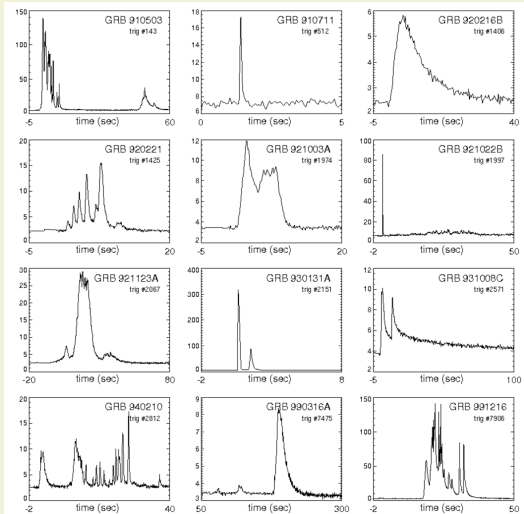 GRB 910503
trig #143
150
100
50
0
-5
time (sec)
60
GRB 910711
trig #512
18
16
14
12
10
8
6
0
time (sec)
5
GRB 920216B
trig #1406
6
5
4
3
2
-5
time (sec)
40
GRB 920221
trig #1425
20
15
10
5
0
-5
time (sec)
20
GRB 921003A
trig #1974
12
10
8
6
4
2
-5
time (sec)
20
GRB 921022B
trig #1997
100
80
60
40
20
0
-2
time (sec)
50
GRB 921123A
trig #2067
30
25
20
15
10
5
0
-20
time (sec)
80
GRB 930131A
trig #2151
400
300
200
100
0
-2
time (sec)
8
GRB 931008C
trig #2571
12
10
8
6
4
2
-5
time (sec)
100
GRB 940210
trig #2812
20
15
10
5
0
-5
time (sec)
40
GRB 990316A
trig #7475
9
8
7
6
5
4
3
50
time (sec)
300
GRB 991216
trig #7906
150
100
50
0
-50
time (sec)
50